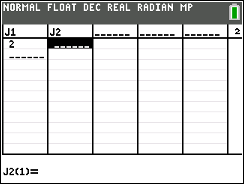 NORMAL FLOAT DEC REAL RADIAN MP
J1 J2 ------ ------ ------ 2
2 ------
------
J2(1)=